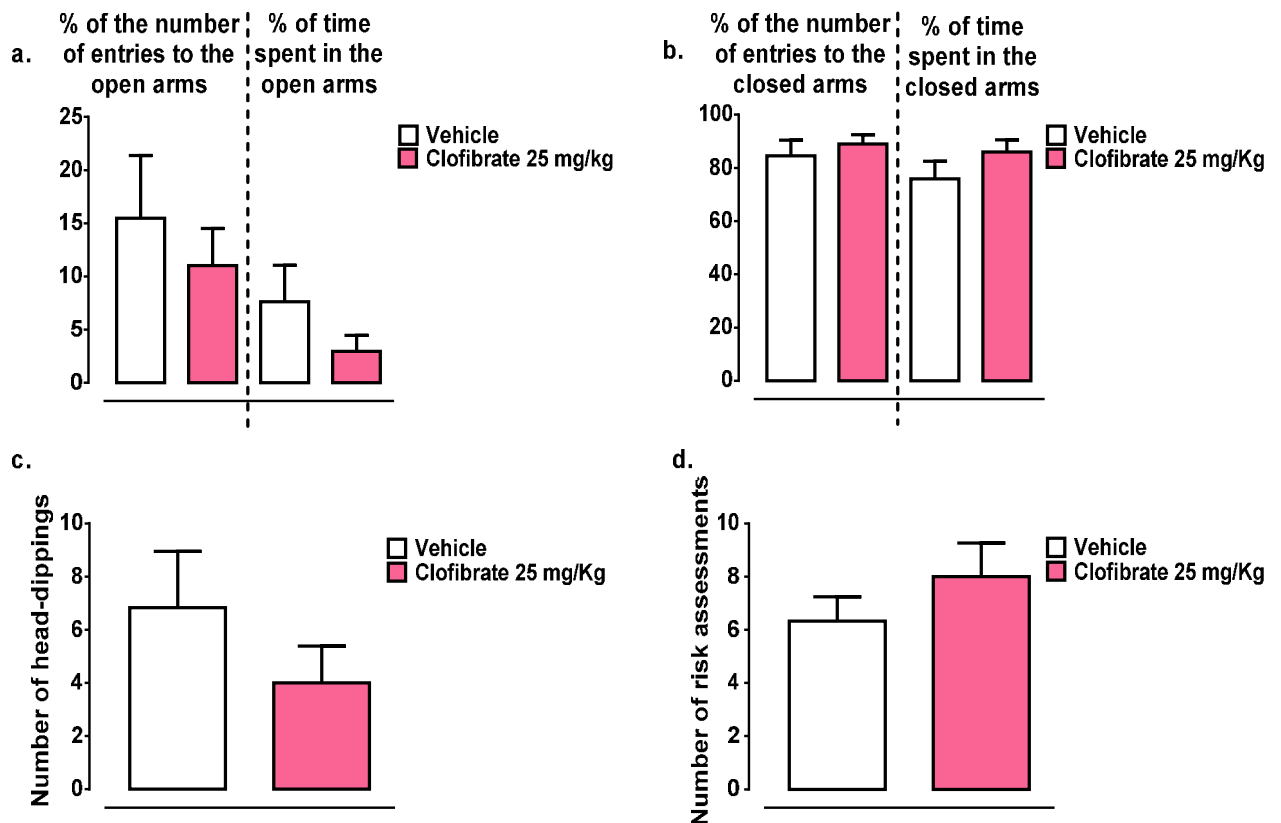 a.
% of the number
of entries to the
open arms
% of time
spent in the
open arms
25
20
15
10
5
0
Vehicle
Clofibrate 25 mg/kg
b.
% of the number
of entries to the
closed arms
% of time
spent in the
closed arms
100
80
60
40
20
0
Vehicle
Clofibrate 25 mg/Kg
c.
Number of head-dippings
10
8
6
4
2
0
Vehicle
Clofibrate 25 mg/Kg
d.
Number of risk assessments
10
8
6
4
2
0
Vehicle
Clofibrate 25 mg/Kg